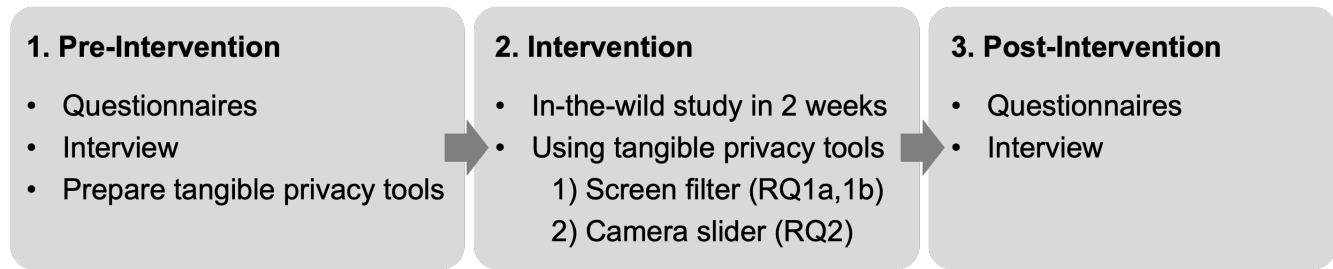 1. Pre-Intervention
• Questionnaires
• Interview
• Prepare tangible privacy tools
2. Intervention
• In-the-wild study in 2 weeks
• Using tangible privacy tools
1) Screen filter (RQ1a,1b)
2) Camera slider (RQ2)
3. Post-Intervention
• Questionnaires
• Interview